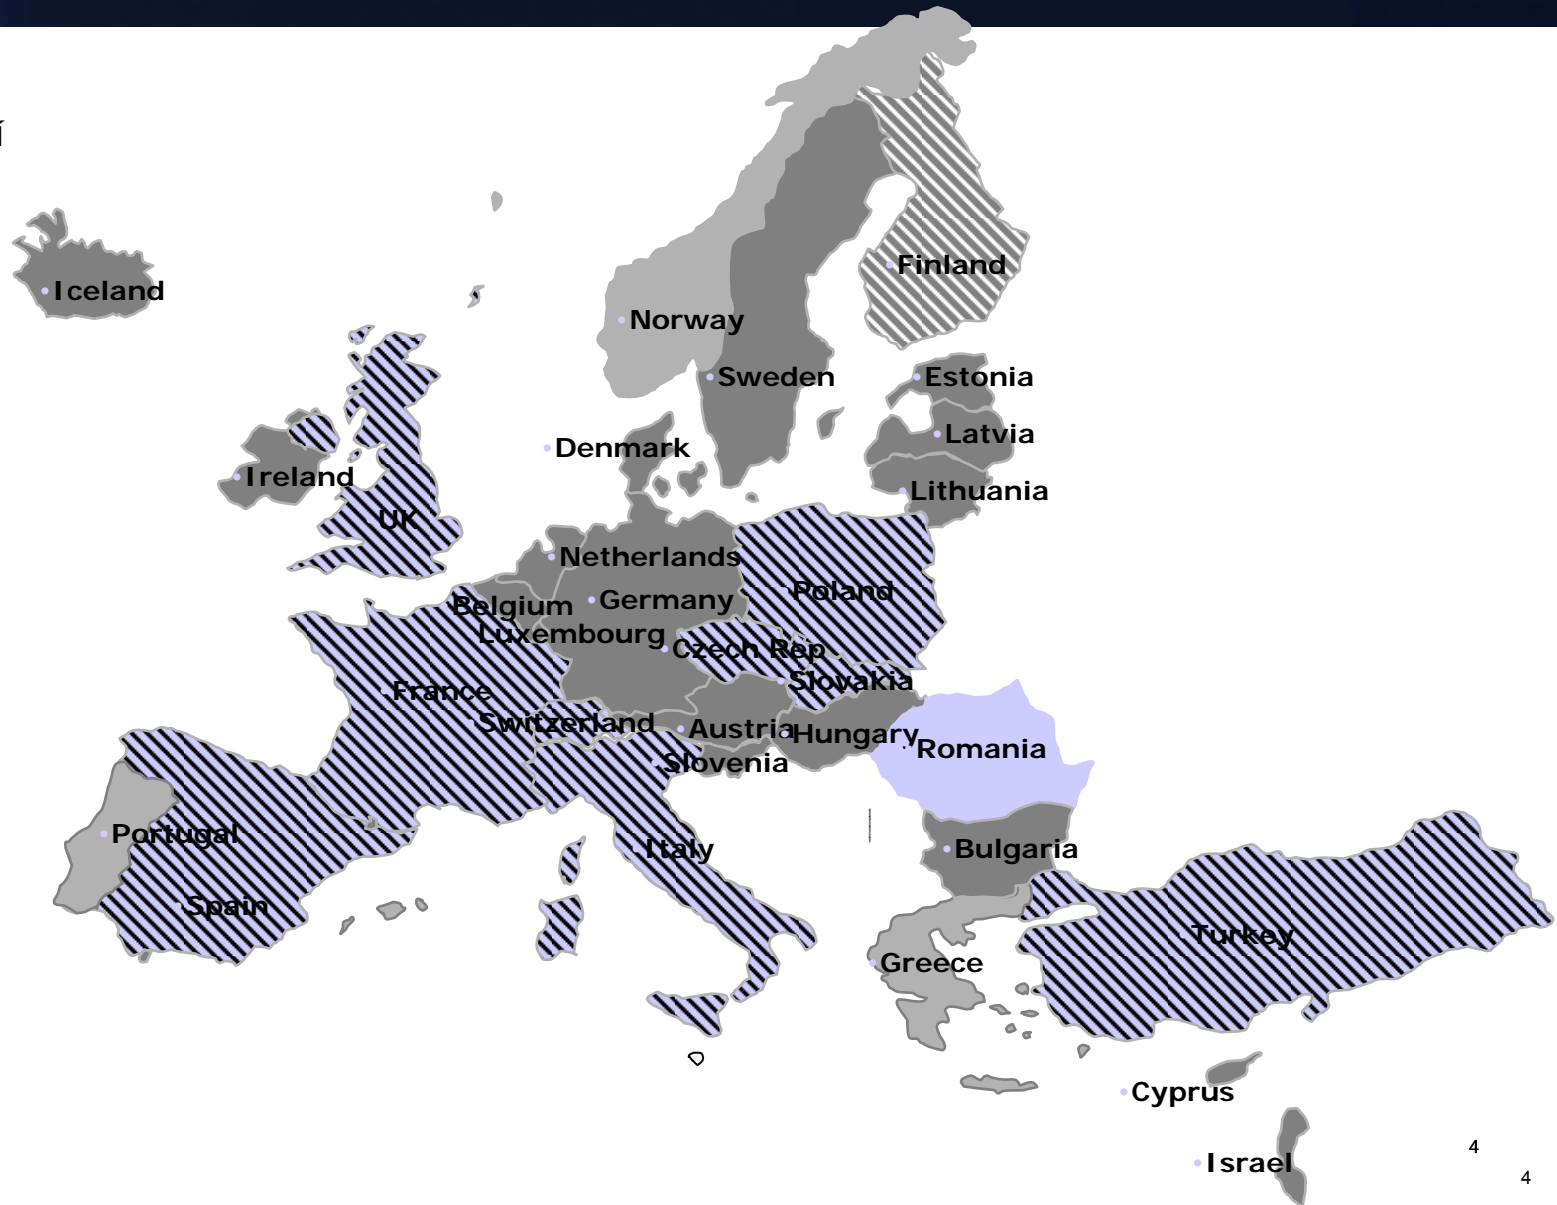 í
Iceland
Finland
Norway
Sweden
Estonia
Latvia
Denmark
Ireland
Lithuania
UK
Netherlands
Poland
Belgium
Germany
Luxembourg
Czech Rep
Slovakia
France
Switzerland
Austria
Hungary
Romania
Slovenia
Portugal
Italy
Bulgaria
Spain
Turkey
Greece
Cyprus
4
Israel
4